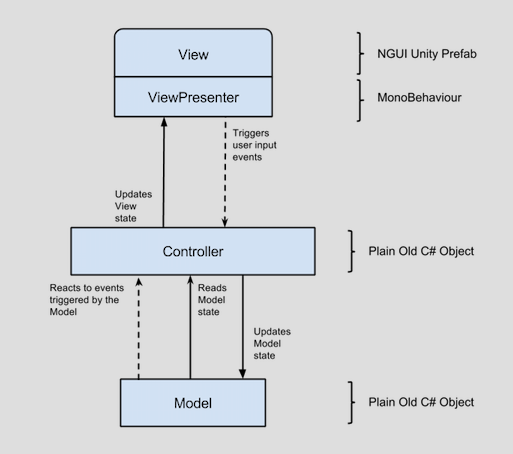 View
NGUI Unity Prefab
ViewPresenter
MonoBehaviour
Triggers
user input
events
Updates
View
state
Controller
Plain Old C# Object
Reacts to events
triggered by the
Model
Reads
Model
state
Updates
Model
state
Model
Plain Old C# Object